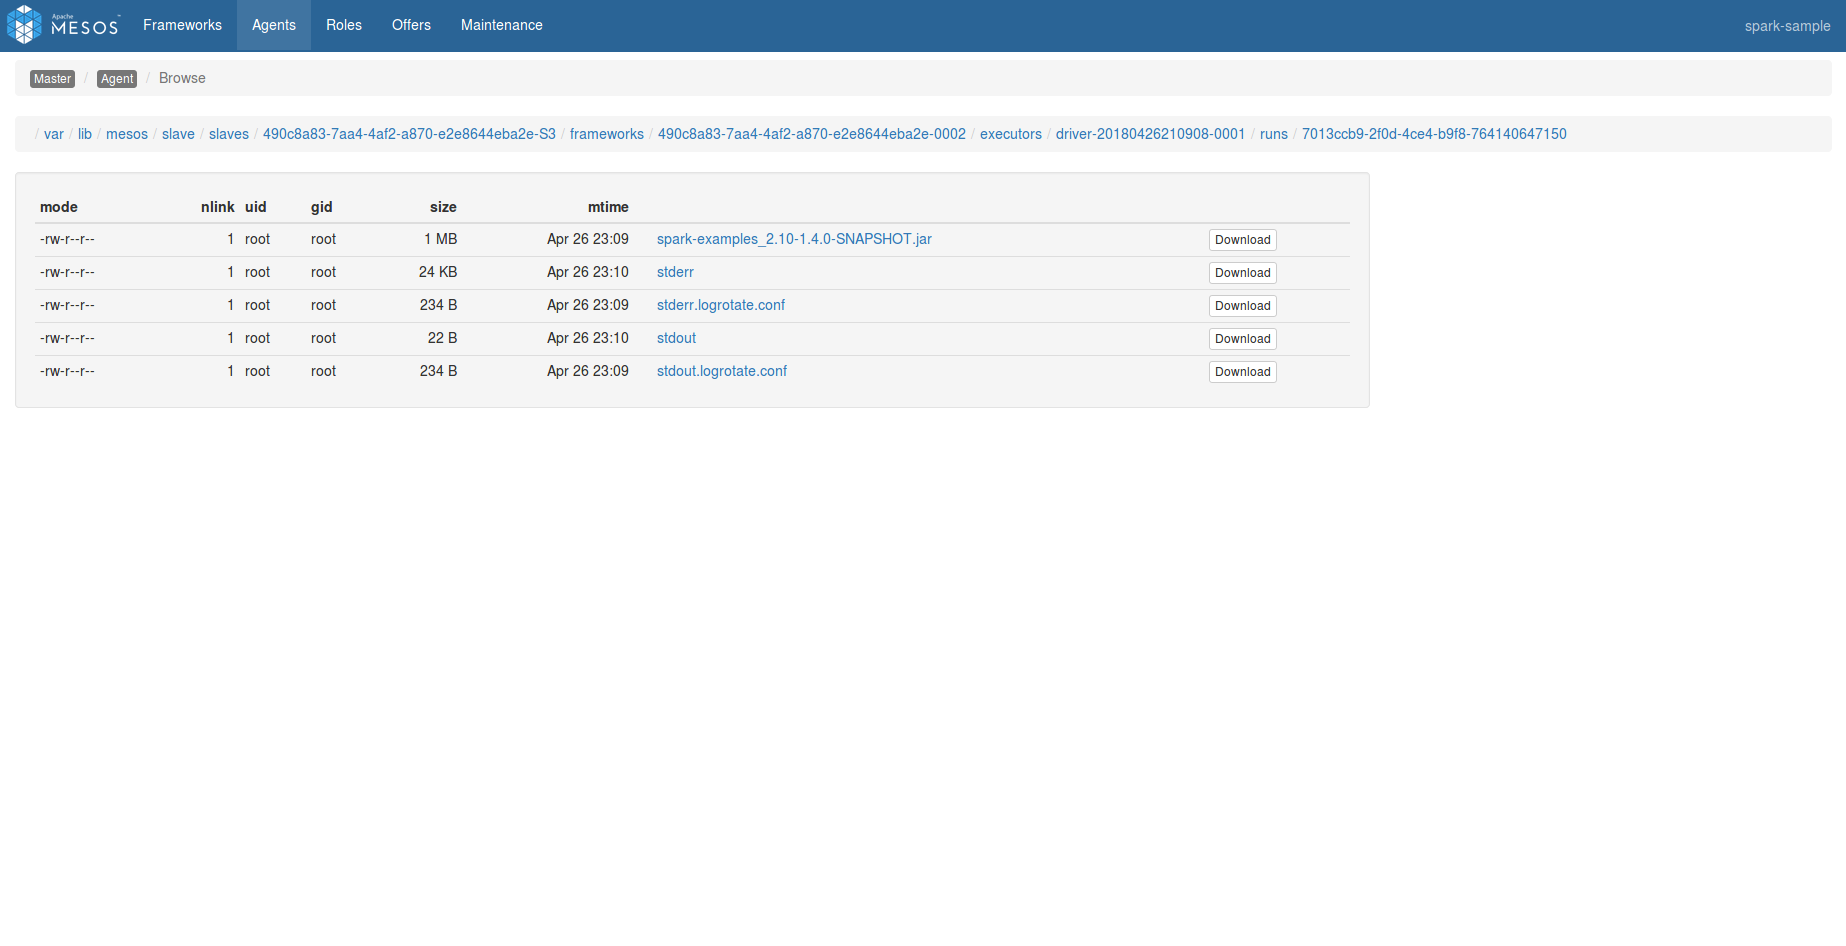 Apache MESOS™ Frameworks Agents Roles Offers Maintenance spark-sample
Master / Agent / Browse
/ var / lib / mesos / slave / slaves / 490c8a83-7aa4-4af2-a870-e2e8644eba2e-S3 / frameworks / 490c8a83-7aa4-4af2-a870-e2e8644eba2e-0002 / executors / driver-20180426210908-0001 / runs / 7013ccb9-2f0d-4ce4-b9f8-764140647150
mode nlink uid gid size mtime
-rw-r--r-- 1 root root 1 MB Apr 26 23:09 spark-examples_2.10-1.4.0-SNAPSHOT.jar Download
-rw-r--r-- 1 root root 24 KB Apr 26 23:10 stderr Download
-rw-r--r-- 1 root root 234 B Apr 26 23:09 stderr.logrotate.conf Download
-rw-r--r-- 1 root root 22 B Apr 26 23:10 stdout Download
-rw-r--r-- 1 root root 234 B Apr 26 23:09 stdout.logrotate.conf Download